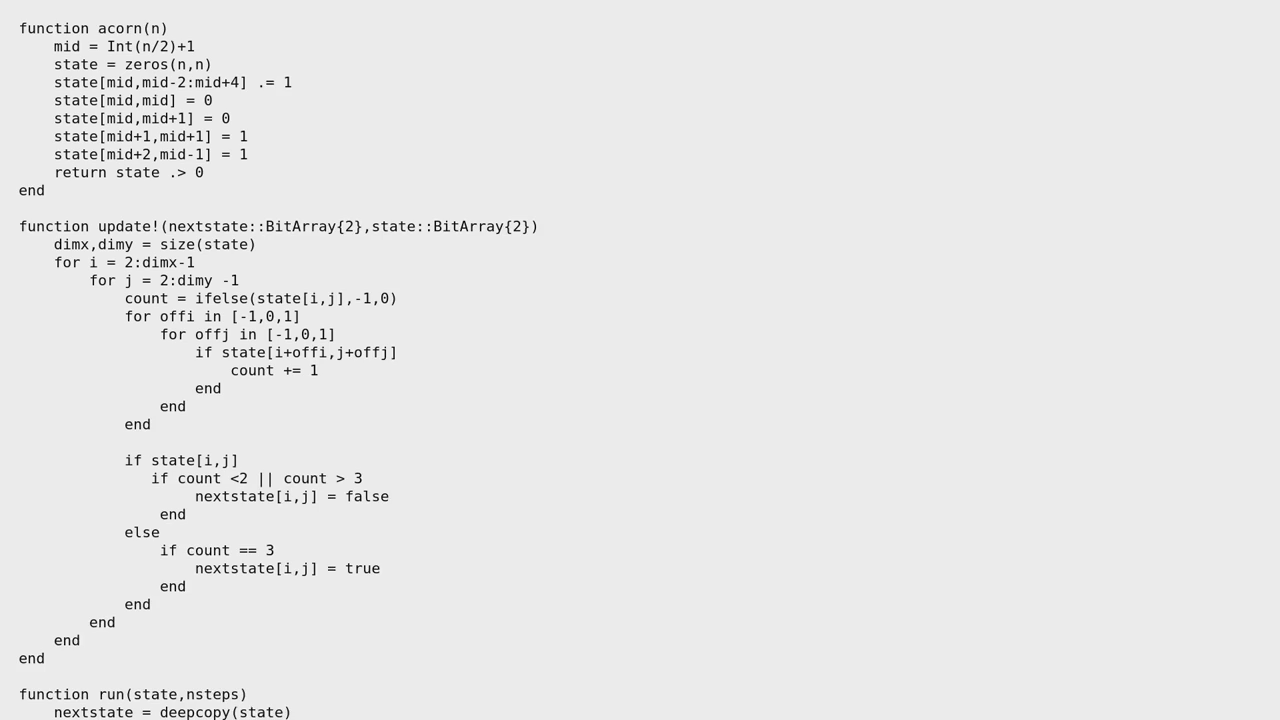 function acorn(n)
    mid = Int(n/2)+1
    state = zeros(n,n)
    state[mid,mid-2:mid+4] .= 1
    state[mid,mid] = 0
    state[mid,mid+1] = 0
    state[mid+1,mid+1] = 1
    state[mid+2,mid-1] = 1
    return state .> 0
end

function update!(nextstate::BitArray{2},state::BitArray{2})
    dimx,dimy = size(state)
    for i = 2:dimx-1
        for j = 2:dimy -1
            count = ifelse(state[i,j],-1,0)
            for offi in [-1,0,1]
                for offj in [-1,0,1]
                    if state[i+offi,j+offj]
                        count += 1
                    end
                end
            end

            if state[i,j]
               if count <2 || count > 3
                    nextstate[i,j] = false
                end
            else
                if count == 3
                    nextstate[i,j] = true
                end
            end
        end
    end
end

function run(state,nsteps)
    nextstate = deepcopy(state)